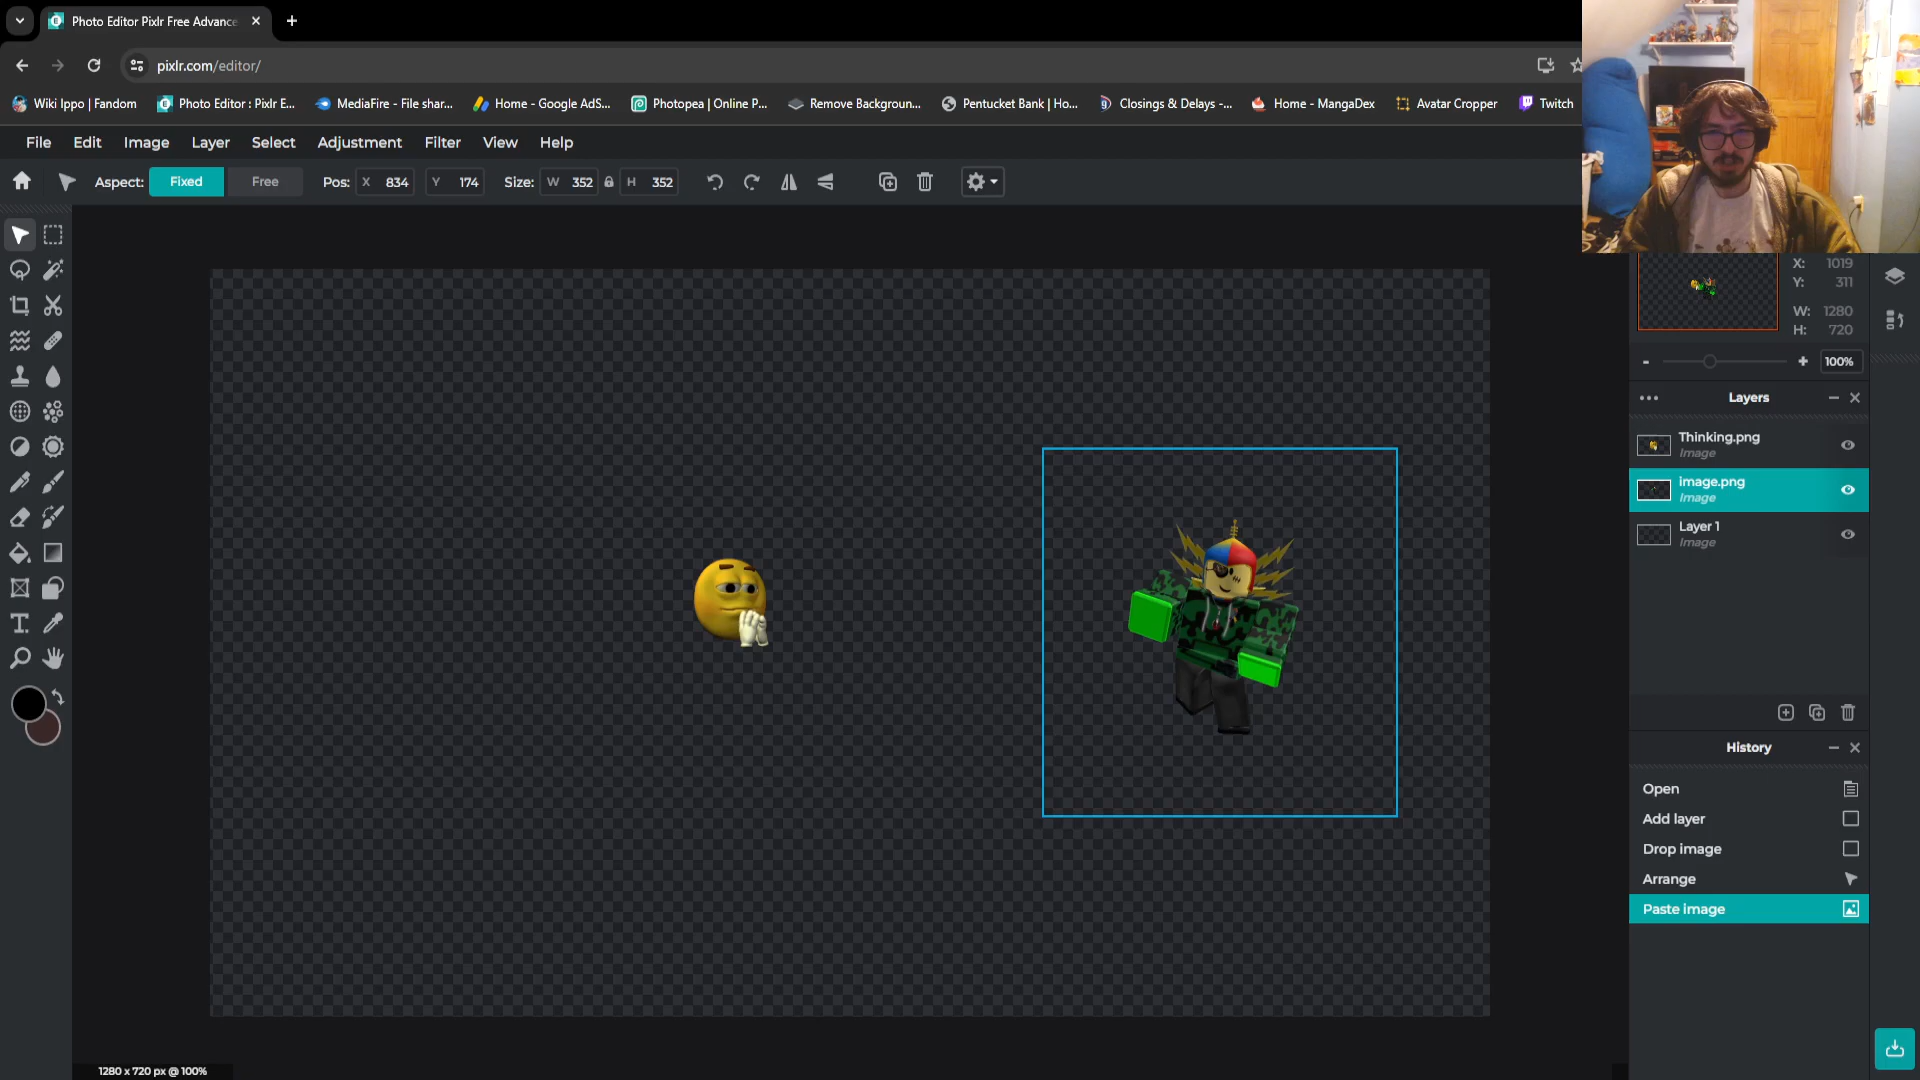 Photo Editor Pixlr Free Advance
pixlr.com/editor/
Wiki Ippo | Fandom
Photo Editor : Pixlr E...
MediaFire - File shar...
Home - Google AdS...
Photopea | Online P...
Remove Backgroun...
Pentucket Bank | Ho...
Closings & Delays -...
Home - MangaDex
Avatar Cropper
Twitch
File Edit Image Layer Select Adjustment Filter View Help
Aspect: Fixed Free Pos: X 834 Y 174 Size: W 352 H 352
X: 1019
Y: 311
W: 1280
H: 720
- + 100%
Layers
Thinking.png
Image
image.png
Image
Layer 1
Image
History
Open
Add layer
Drop image
Arrange
Paste image
1280 x 720 px @ 100%